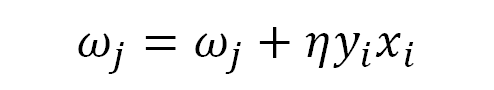 ωⱼ = ωⱼ + ηyᵢxᵢ